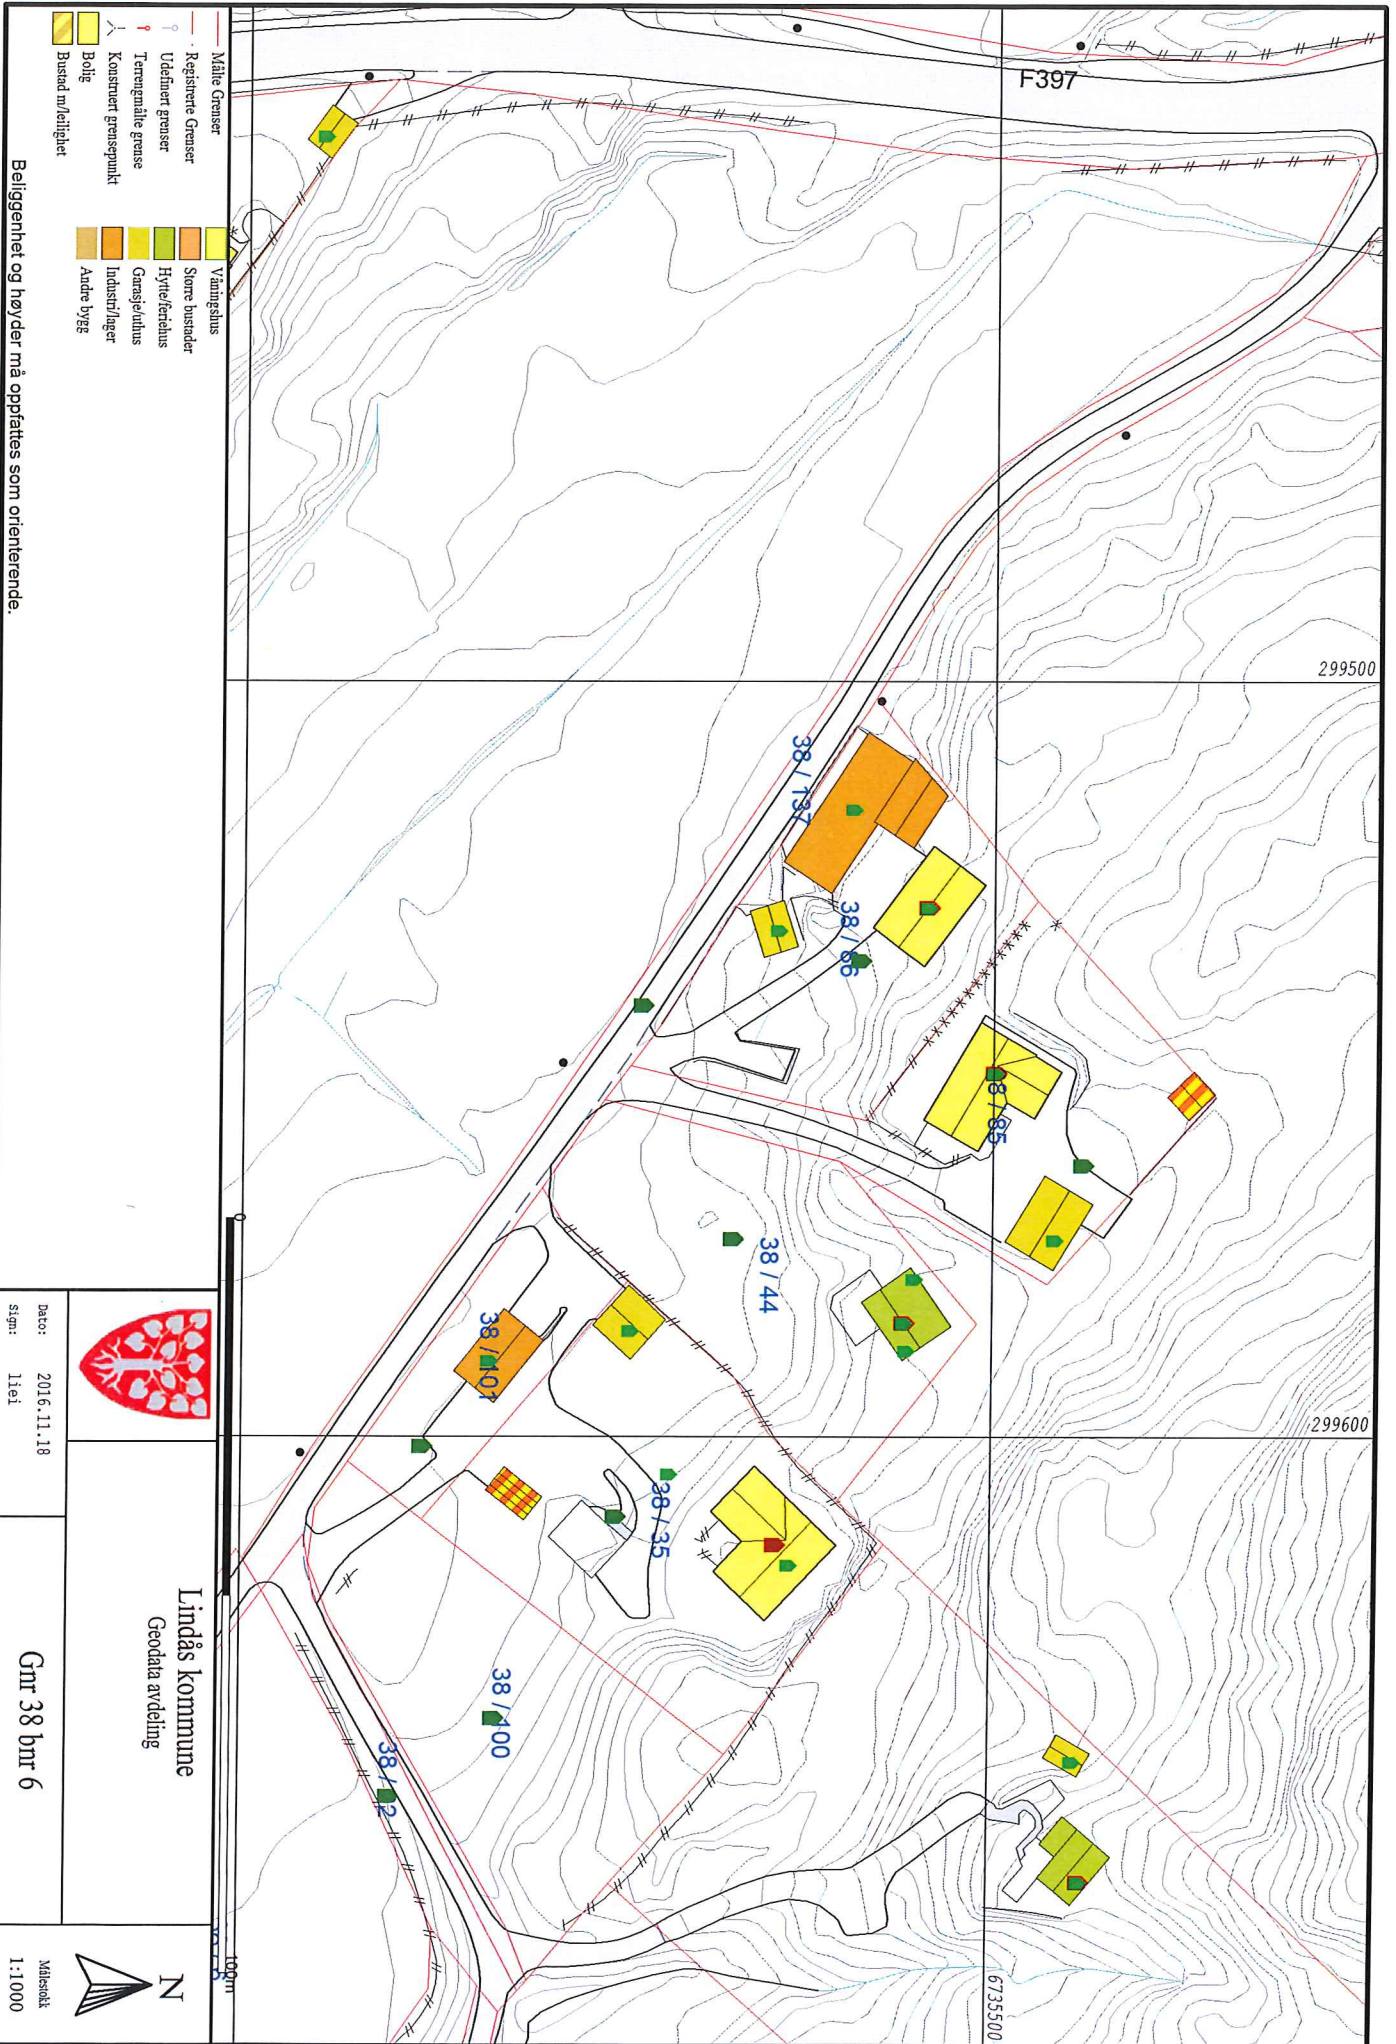 F397
299500
299600
6735500
38 / 137
38 / 66
8 / 85
38 / 44
38 / 101
38 / 35
38 / 100
38 / 2
0
100m
Målte Grenser
Registrerte Grenser
Udefinert grenser
Terrengmålte grense
Konstruert grensepunkt
Bolig
Bustad m/leilighet
Våningshus
Større bustader
Hytte/feriehus
Garasje/uthus
Industri/lager
Andre bygg
Beliggenhet og høyder må oppfattes som orienterende.
Lindås kommune
Geodata avdeling
Dato: 2016.11.18
Sign: liei
Gnr 38 bnr 6
N
Målestokk
1:1000